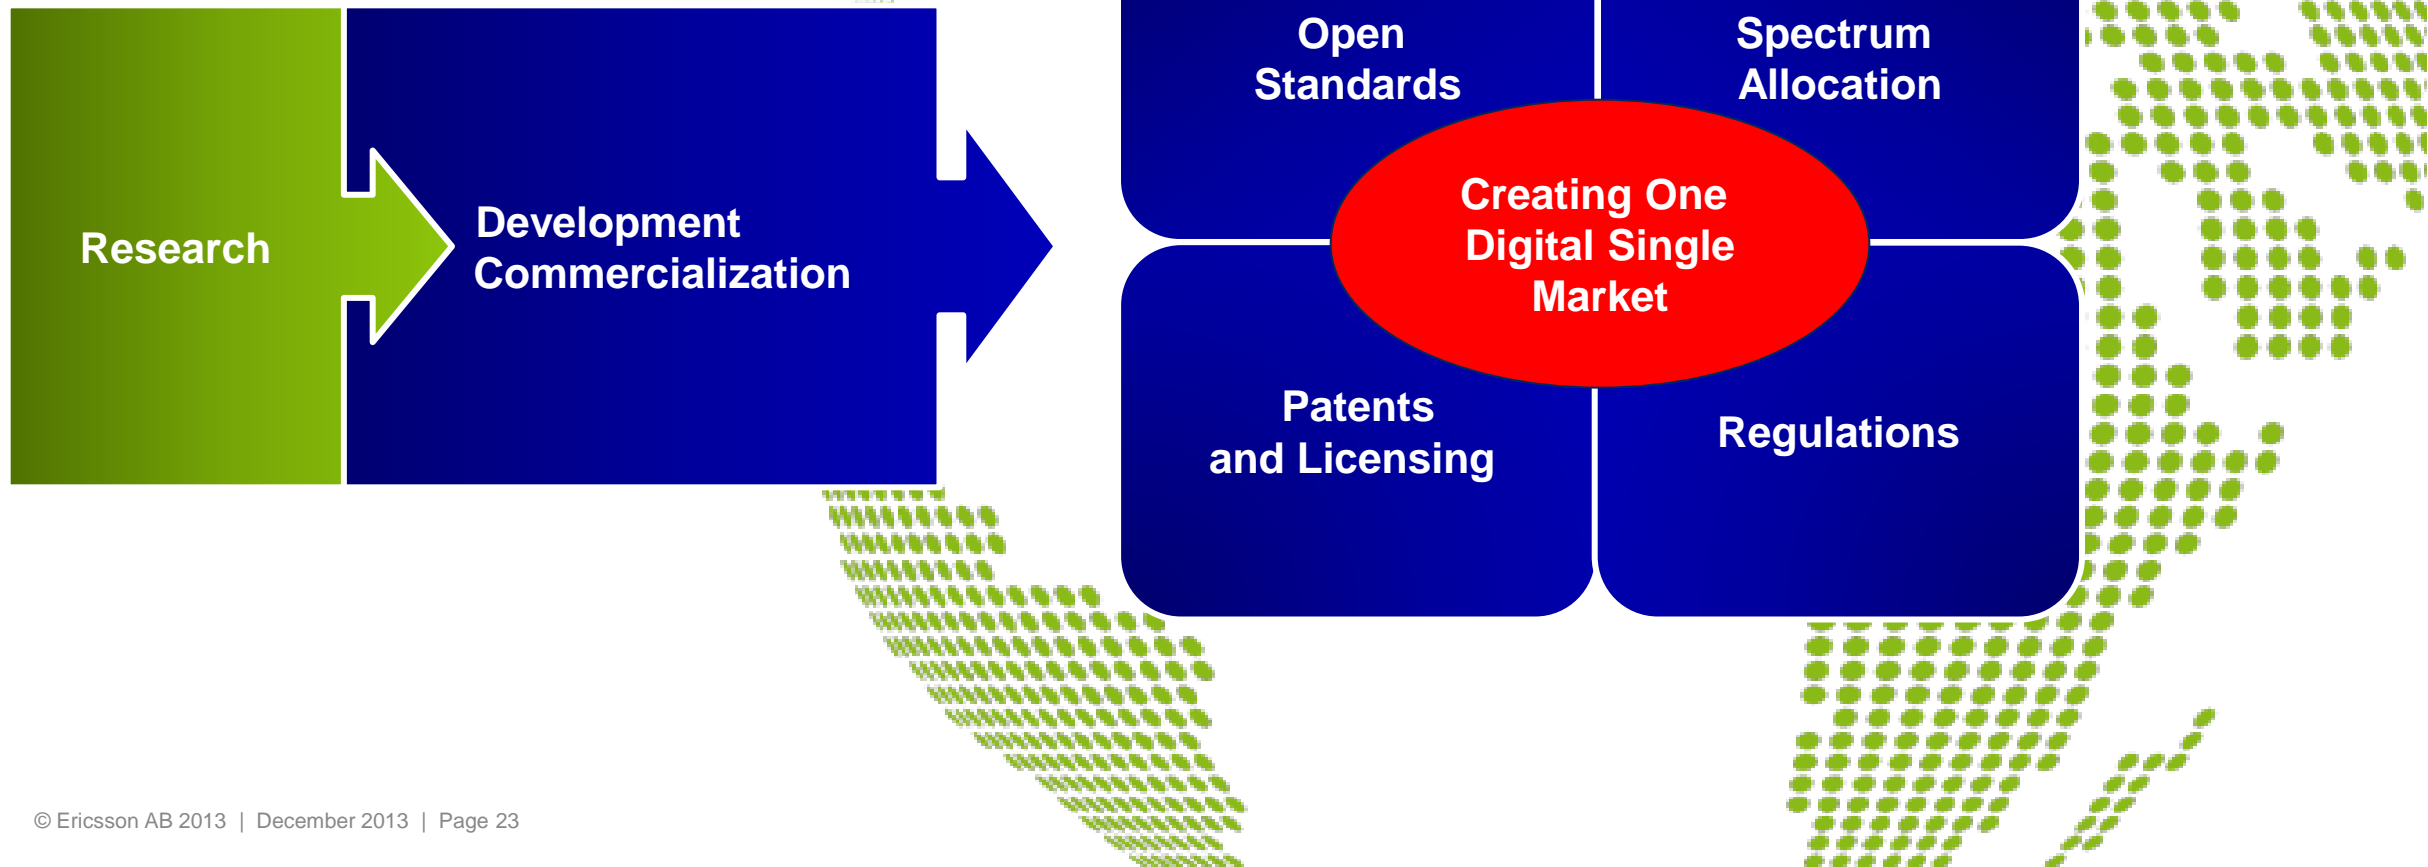 Research
Development
Commercialization
Open
Standards
Spectrum
Allocation
Creating One
Digital Single
Market
Patents
and Licensing
Regulations
© Ericsson AB 2013 | December 2013 | Page 23